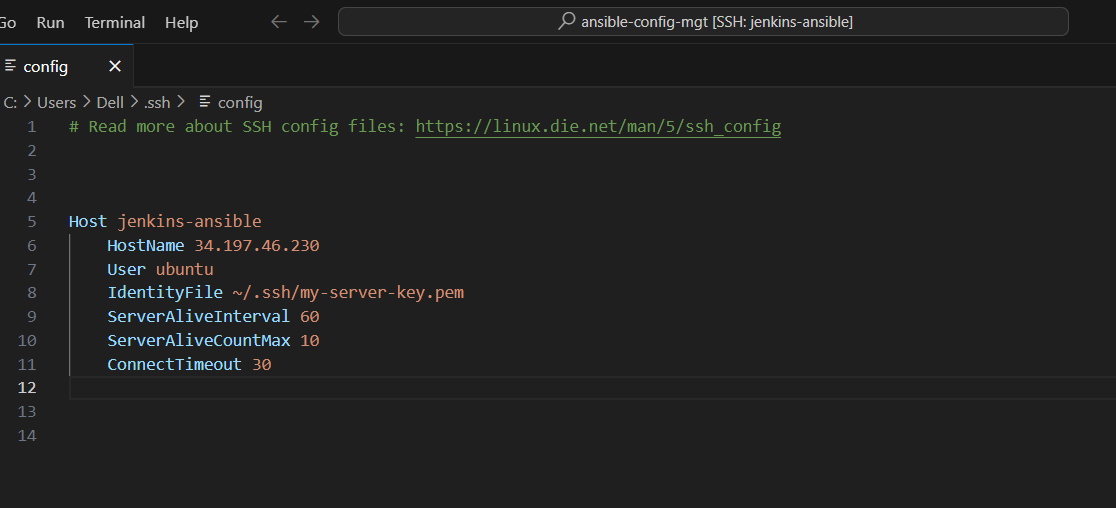 Go Run Terminal Help ansible-config-mgt [SSH: jenkins-ansible]
config
C: > Users > Dell > .ssh > config
1 # Read more about SSH config files: https://linux.die.net/man/5/ssh_config
2
3
4
5 Host jenkins-ansible
6 HostName 34.197.46.230
7 User ubuntu
8 IdentityFile ~/.ssh/my-server-key.pem
9 ServerAliveInterval 60
10 ServerAliveCountMax 10
11 ConnectTimeout 30
12
13
14